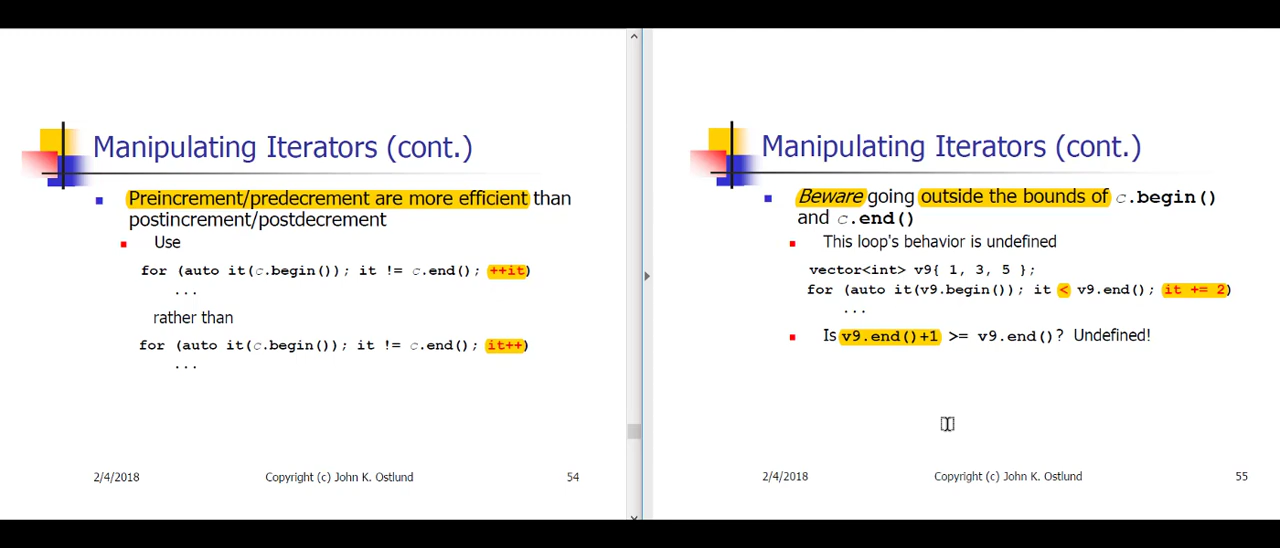 Manipulating Iterators (cont.)
Preincrement/predecrement are more efficient than
postincrement/postdecrement
Use
for (auto it(c.begin()); it != c.end(); ++it)
...
rather than
for (auto it(c.begin()); it != c.end(); it++)
...
2/4/2018 Copyright (c) John K. Ostlund 54
Manipulating Iterators (cont.)
Beware going outside the bounds of c.begin()
and c.end()
This loop's behavior is undefined
vector<int> v9{ 1, 3, 5 };
for (auto it(v9.begin()); it < v9.end(); it += 2)
...
Is v9.end()+1 >= v9.end()? Undefined!
2/4/2018 Copyright (c) John K. Ostlund 55